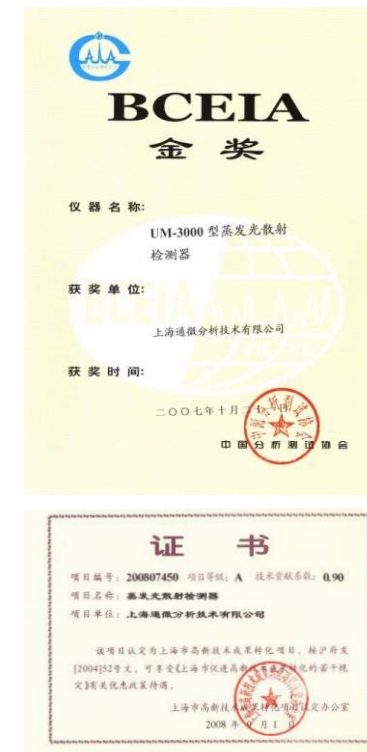 BCEIA
金 奖
仪 器 名 称:
UM-3000 型蒸发光散射
检测器
获 奖 单 位:
上海通微分析技术有限公司
获 奖 时 间:
二〇〇七年十月二十 日
中 国 分 析 测 试 协 会
证 书
项目编号: 200807450 项目等级: A 技术贡献系数: 0.90
项目名称: 蒸发光散射检测器
项目单位: 上海通微分析技术有限公司
该项目认定为上海市高新技术成果转化项目。按沪府发
[2004]52号文,可享受《上海市促进高新技术成果转化的若干规
定》有关优惠政策待遇。
上海市高新技术成果转化项目认定办公室
2008 年 9 月 1 日